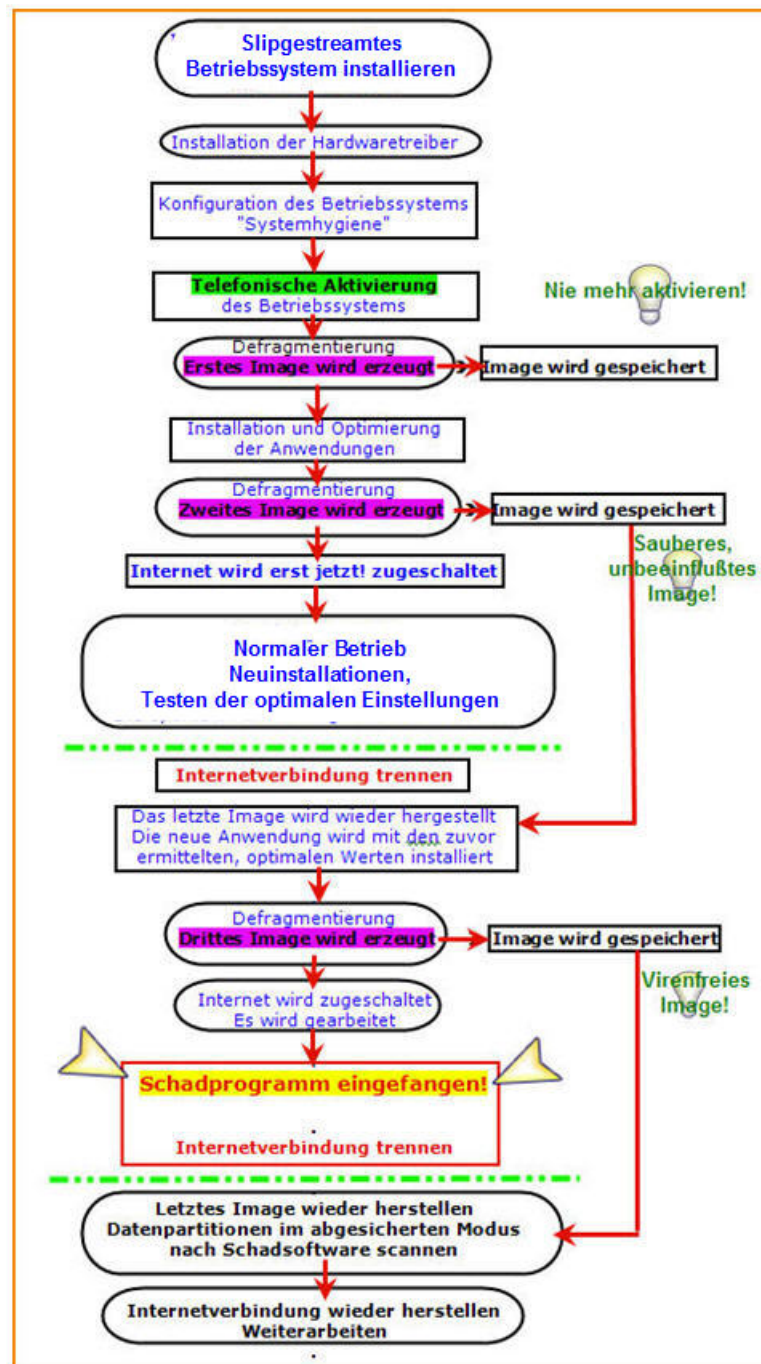 Slipgestreamtes
Betriebssystem installieren
Installation der Hardwaretreiber
Konfiguration des Betriebssystems
"Systemhygiene"
Telefonische Aktivierung
des Betriebssystems
Nie mehr aktivieren!
Defragmentierung
Erstes Image wird erzeugt
Image wird gespeichert
Installation und Optimierung
der Anwendungen
Defragmentierung
Zweites Image wird erzeugt
Image wird gespeichert
Sauberes,
unbeeinflußtes
Image!
Internet wird erst jetzt! zugeschaltet
Normaler Betrieb
Neuinstallationen,
Testen der optimalen Einstellungen
Internetverbindung trennen
Das letzte Image wird wieder hergestellt
Die neue Anwendung wird mit den zuvor
ermittelten, optimalen Werten installiert
Defragmentierung
Drittes Image wird erzeugt
Image wird gespeichert
Virenfreies
Image!
Internet wird zugeschaltet
Es wird gearbeitet
Schadprogramm eingefangen!
.
Internetverbindung trennen
Letztes Image wieder herstellen
Datenpartitionen im abgesicherten Modus
nach Schadsoftware scannen
Internetverbindung wieder herstellen
Weiterarbeiten
.